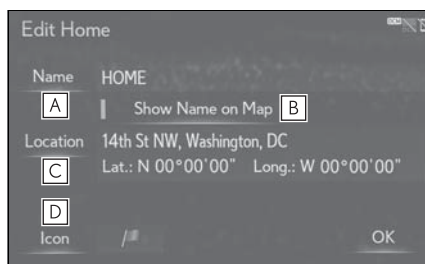 Edit Home
DCM
Name HOME
A Show Name on Map B
Location 14th St NW, Washington, DC
C Lat.: N 00°00'00" Long.: W 00°00'00"
D
Icon OK